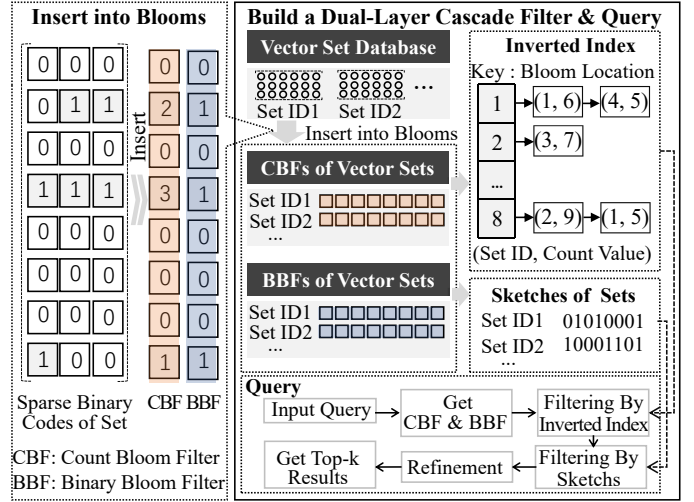 Insert into Blooms
0 0 0 0 0
0 1 1 2 1
0 0 0 0 0
1 1 1 3 1
0 0 0 0 0
0 0 0 0 0
0 0 0 0 0
1 0 0 1 1
Insert
Sparse Binary
Codes of Set
CBF BBF
CBF: Count Bloom Filter
BBF: Binary Bloom Filter
Build a Dual-Layer Cascade Filter & Query
Vector Set Database
...
Set ID1 Set ID2
Insert into Blooms
CBFs of Vector Sets
Set ID1
Set ID2
...
BBFs of Vector Sets
Set ID1
Set ID2
...
Inverted Index
Key : Bloom Location
1 (1, 6) (4, 5)
2 (3, 7)
...
8 (2, 9) (1, 5)
(Set ID, Count Value)
Sketches of Sets
Set ID1 01010001
Set ID2 10001101
... ...
Query
Input Query
Get
CBF & BBF
Filtering By
Inverted Index
Filtering By
Sketchs
Refinement
Get Top-k
Results